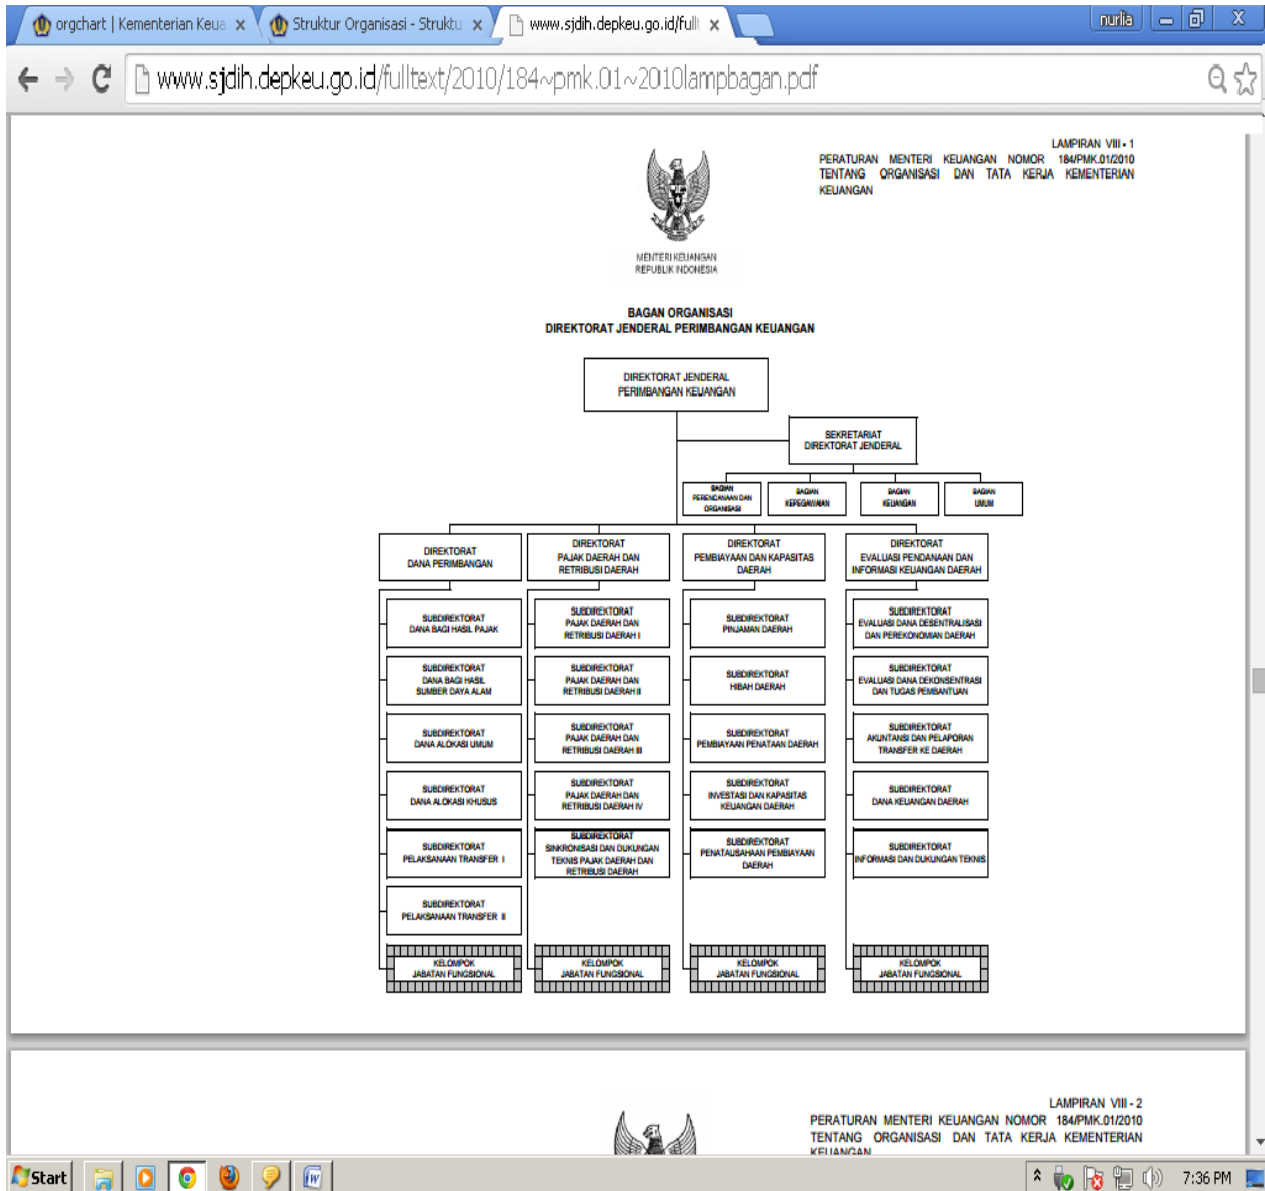 orgchart | Kementerian Keua
Struktur Organisasi - Struktu
www.sjdih.depkeu.go.id/full
nurlia
www.sjdih.depkeu.go.id/fulltext/2010/184~pmk.01~2010lampbagan.pdf
LAMPIRAN VIII - 1
PERATURAN MENTERI KEUANGAN NOMOR 184/PMK.01/2010
TENTANG ORGANISASI DAN TATA KERJA KEMENTERIAN
KEUANGAN
MENTERI KEUANGAN
REPUBLIK INDONESIA
BAGAN ORGANISASI
DIREKTORAT JENDERAL PERIMBANGAN KEUANGAN
DIREKTORAT JENDERAL
PERIMBANGAN KEUANGAN
SEKRETARIAT
DIREKTORAT JENDERAL
BAGIAN
PERENCANAAN DAN
ORGANISASI
BAGIAN
KEPEGAWAIAN
BAGIAN
KEUANGAN
BAGIAN
UMUM
DIREKTORAT
DANA PERIMBANGAN
DIREKTORAT
PAJAK DAERAH DAN
RETRIBUSI DAERAH
DIREKTORAT
PEMBIAYAAN DAN KAPASITAS
DAERAH
DIREKTORAT
EVALUASI PENDANAAN DAN
INFORMASI KEUANGAN DAERAH
SUBDIREKTORAT
DANA BAGI HASIL PAJAK
SUBDIREKTORAT
PAJAK DAERAH DAN
RETRIBUSI DAERAH I
SUBDIREKTORAT
PINJAMAN DAERAH
SUBDIREKTORAT
EVALUASI DANA DESENTRALISASI
DAN PEREKONOMIAN DAERAH
SUBDIREKTORAT
DANA BAGI HASIL
SUMBER DAYA ALAM
SUBDIREKTORAT
PAJAK DAERAH DAN
RETRIBUSI DAERAH II
SUBDIREKTORAT
HIBAH DAERAH
SUBDIREKTORAT
EVALUASI DANA DEKONSENTRASI
DAN TUGAS PEMBANTUAN
SUBDIREKTORAT
DANA ALOKASI UMUM
SUBDIREKTORAT
PAJAK DAERAH DAN
RETRIBUSI DAERAH III
SUBDIREKTORAT
PEMBIAYAAN PENATAAN DAERAH
SUBDIREKTORAT
AKUNTANSI DAN PELAPORAN
TRANSFER KE DAERAH
SUBDIREKTORAT
DANA ALOKASI KHUSUS
SUBDIREKTORAT
PAJAK DAERAH DAN
RETRIBUSI DAERAH IV
SUBDIREKTORAT
INVESTASI DAN KAPASITAS
KEUANGAN DAERAH
SUBDIREKTORAT
DANA KEUANGAN DAERAH
SUBDIREKTORAT
PELAKSANAAN TRANSFER I
SUBDIREKTORAT
SINKRONISASI DAN DUKUNGAN
TEKNIS PAJAK DAERAH DAN
RETRIBUSI DAERAH
SUBDIREKTORAT
PENATAUSAHAAN PEMBIAYAAN
DAERAH
SUBDIREKTORAT
INFORMASI DAN DUKUNGAN TEKNIS
SUBDIREKTORAT
PELAKSANAAN TRANSFER II
KELOMPOK
JABATAN FUNGSIONAL
KELOMPOK
JABATAN FUNGSIONAL
KELOMPOK
JABATAN FUNGSIONAL
KELOMPOK
JABATAN FUNGSIONAL
LAMPIRAN VIII - 2
PERATURAN MENTERI KEUANGAN NOMOR 184/PMK.01/2010
TENTANG ORGANISASI DAN TATA KERJA KEMENTERIAN
KEUANGAN
Start
7:36 PM